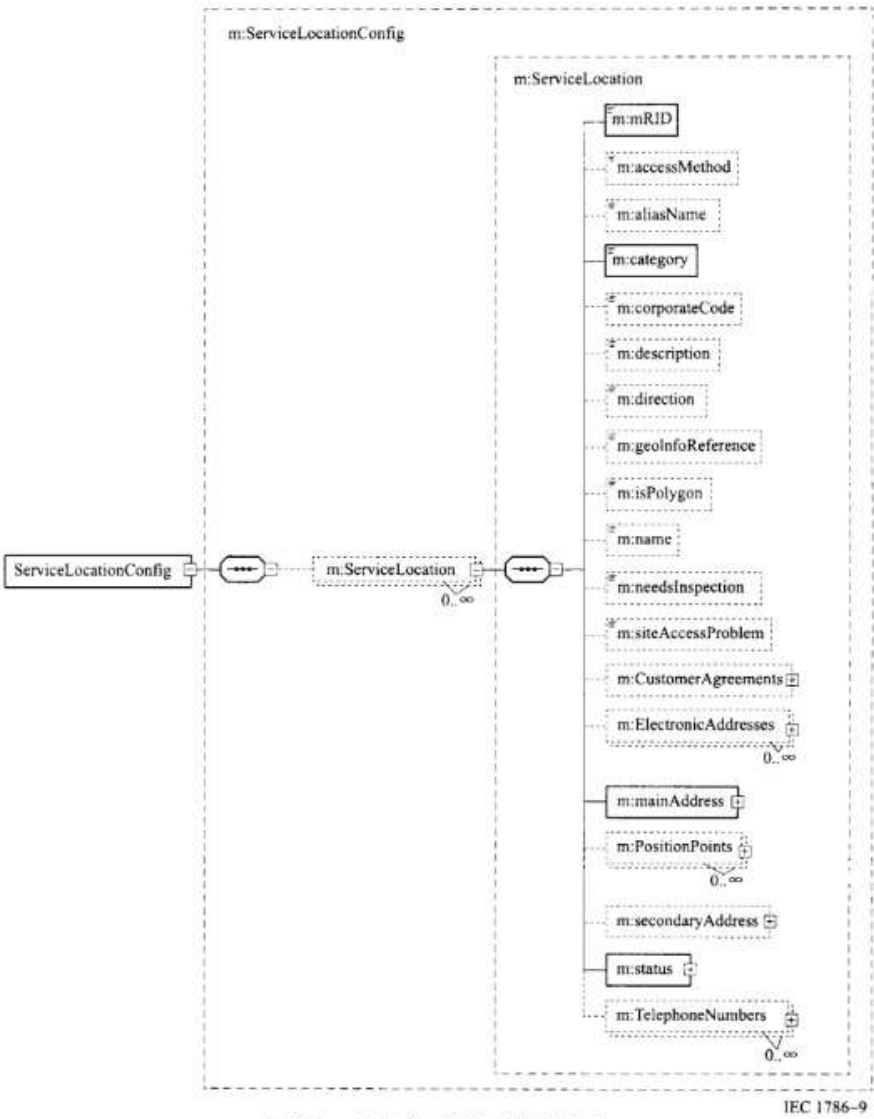 m:ServiceLocationConfig
m:ServiceLocation
m:mRID
m:accessMethod
m:aliasName
m:category
m:corporateCode
m:description
m:direction
m:geoInfoReference
m:isPolygon
m:name
ServiceLocationConfig
m:ServiceLocation
0..∞
m:needsInspection
m:siteAccessProblem
m:CustomerAgreements
m:ElectronicAddresses
0..∞
m:mainAddress
m:PositionPoints
0..∞
m:secondaryAddress
m:status
m:TelephoneNumbers
0..∞
IEC 1786-9